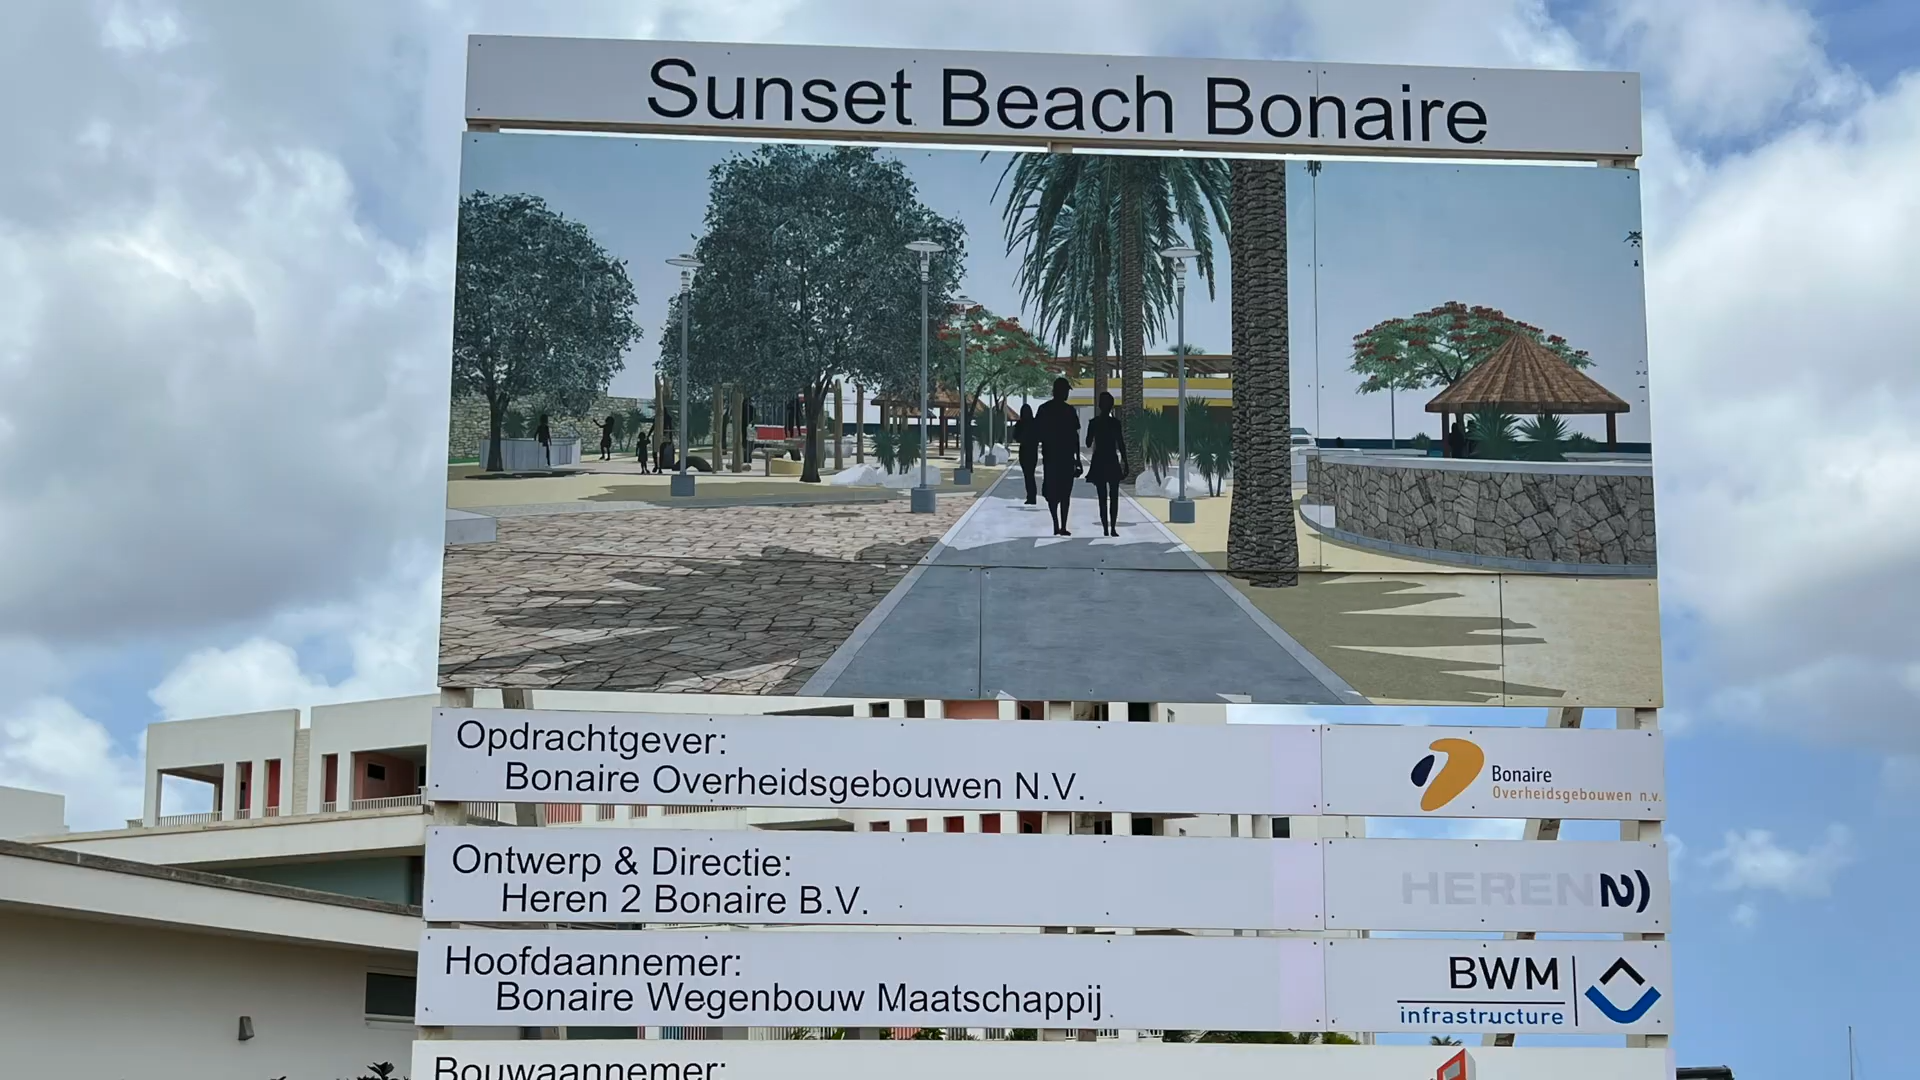 Sunset Beach Bonaire
Opdrachtgever:
Bonaire Overheidsgebouwen N.V.
Bonaire
Overheidsgebouwen n.v.
Ontwerp & Directie:
Heren 2 Bonaire B.V.
HEREN 2)
Hoofdaannemer:
Bonaire Wegenbouw Maatschappij
BWM
infrastructure
Bouwaannemer: